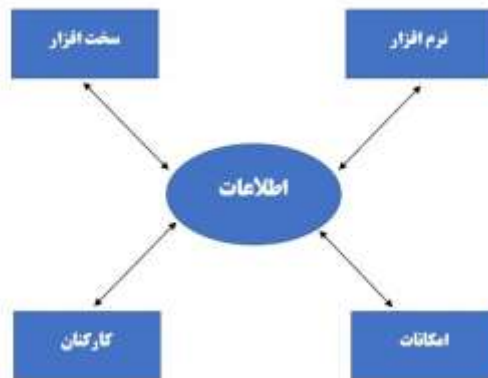 نرم افزار
سخت افزار
اطلاعات
امکانات
کارکنان